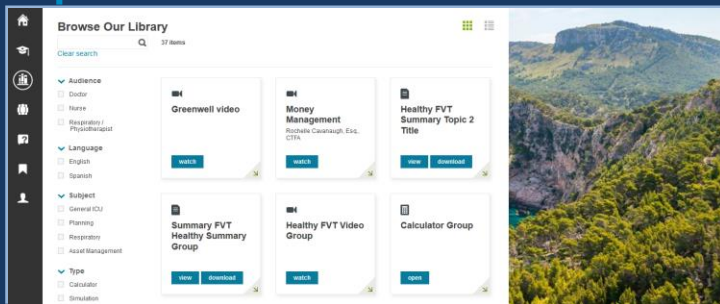 Browse Our Library
37 items
Clear search
Audience
Doctor
Nurse
Respiratory /
Physiotherapist
Language
English
Spanish
Subject
General ICU
Planning
Respiratory
Asset Management
Type
Calculator
Simulation
Greenwell video
watch
Money
Management
Rochelle Cavanaugh, Esq.,
CTFA
watch
Healthy FVT
Summary Topic 2
Title
view
download
Summary FVT
Healthy Summary
Group
view
download
Healthy FVT Video
Group
watch
Calculator Group
open